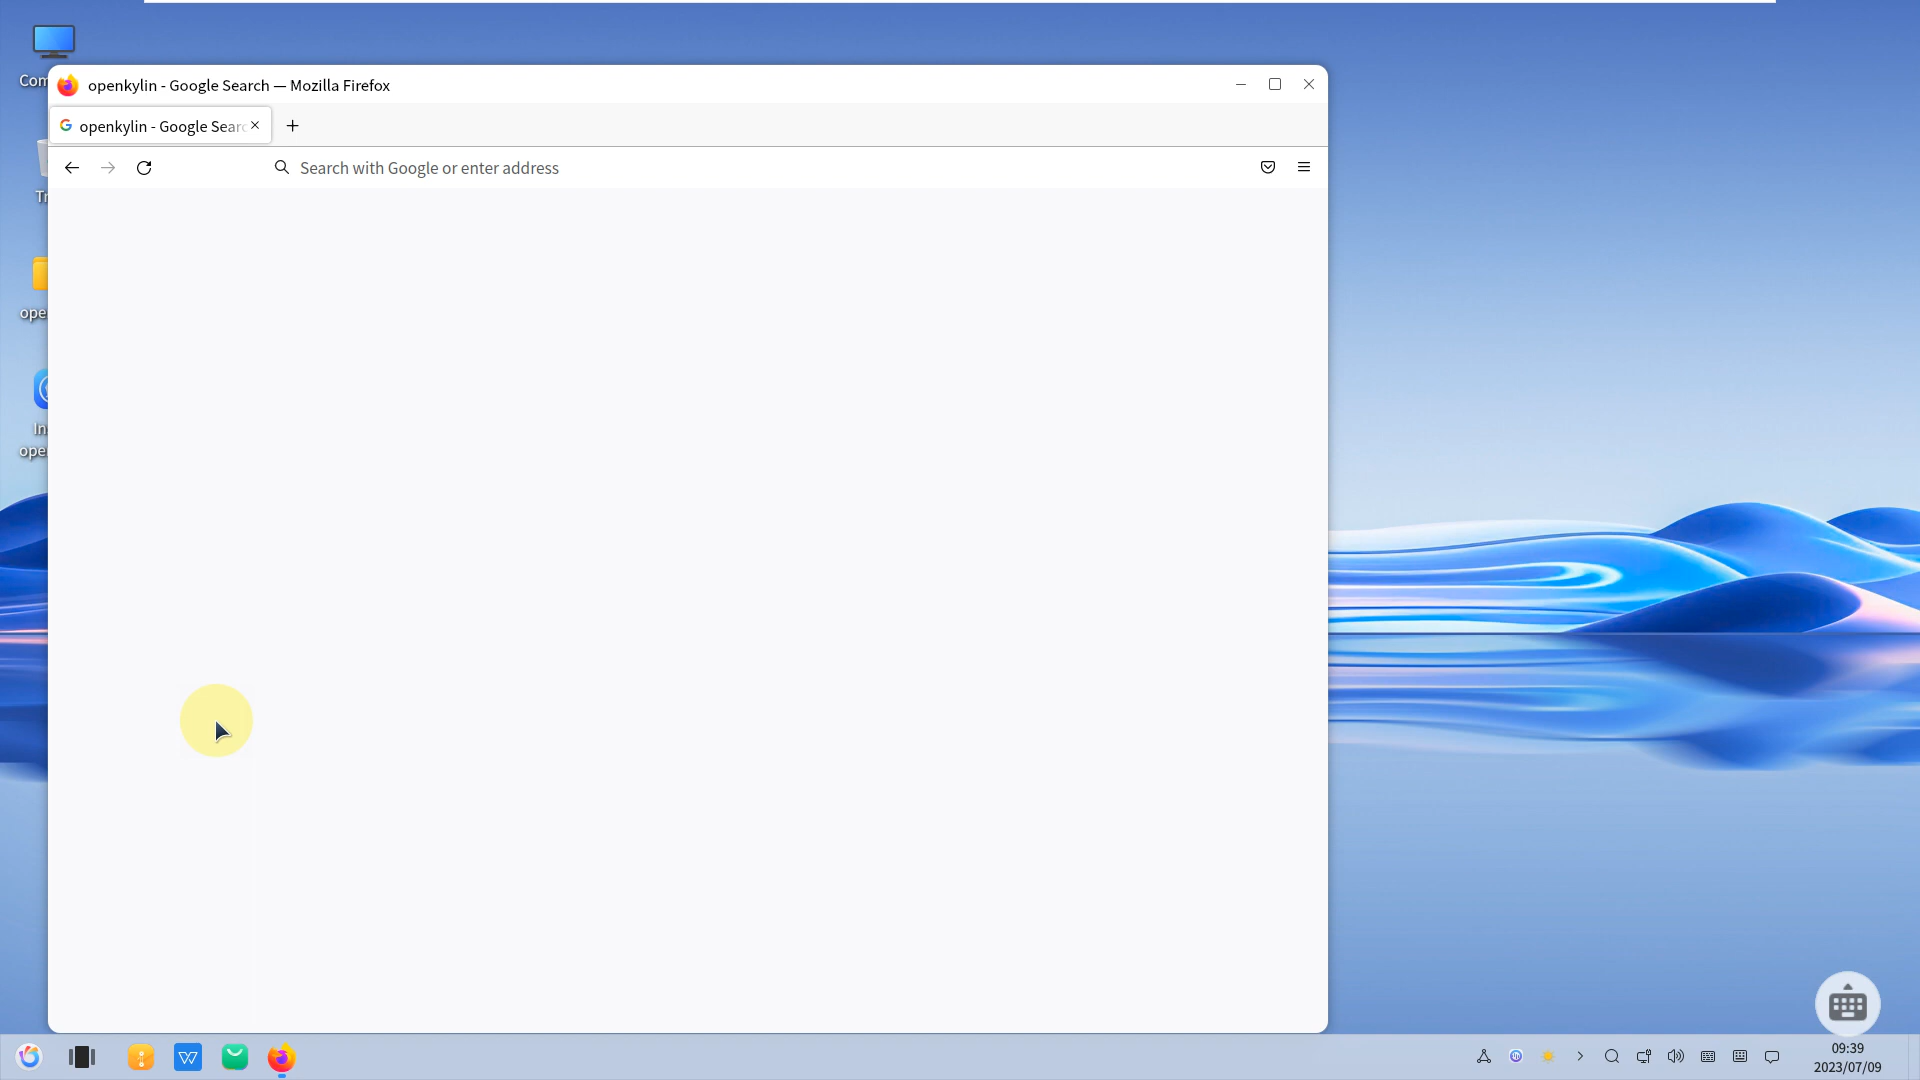 Com
Tr
ope
In
ope
openkylin - Google Search — Mozilla Firefox
openkylin - Google Searc
Search with Google or enter address
09:39
2023/07/09